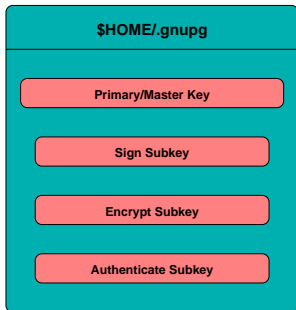 $HOME/.gnupg
Primary/Master Key
Sign Subkey
Encrypt Subkey
Authenticate Subkey